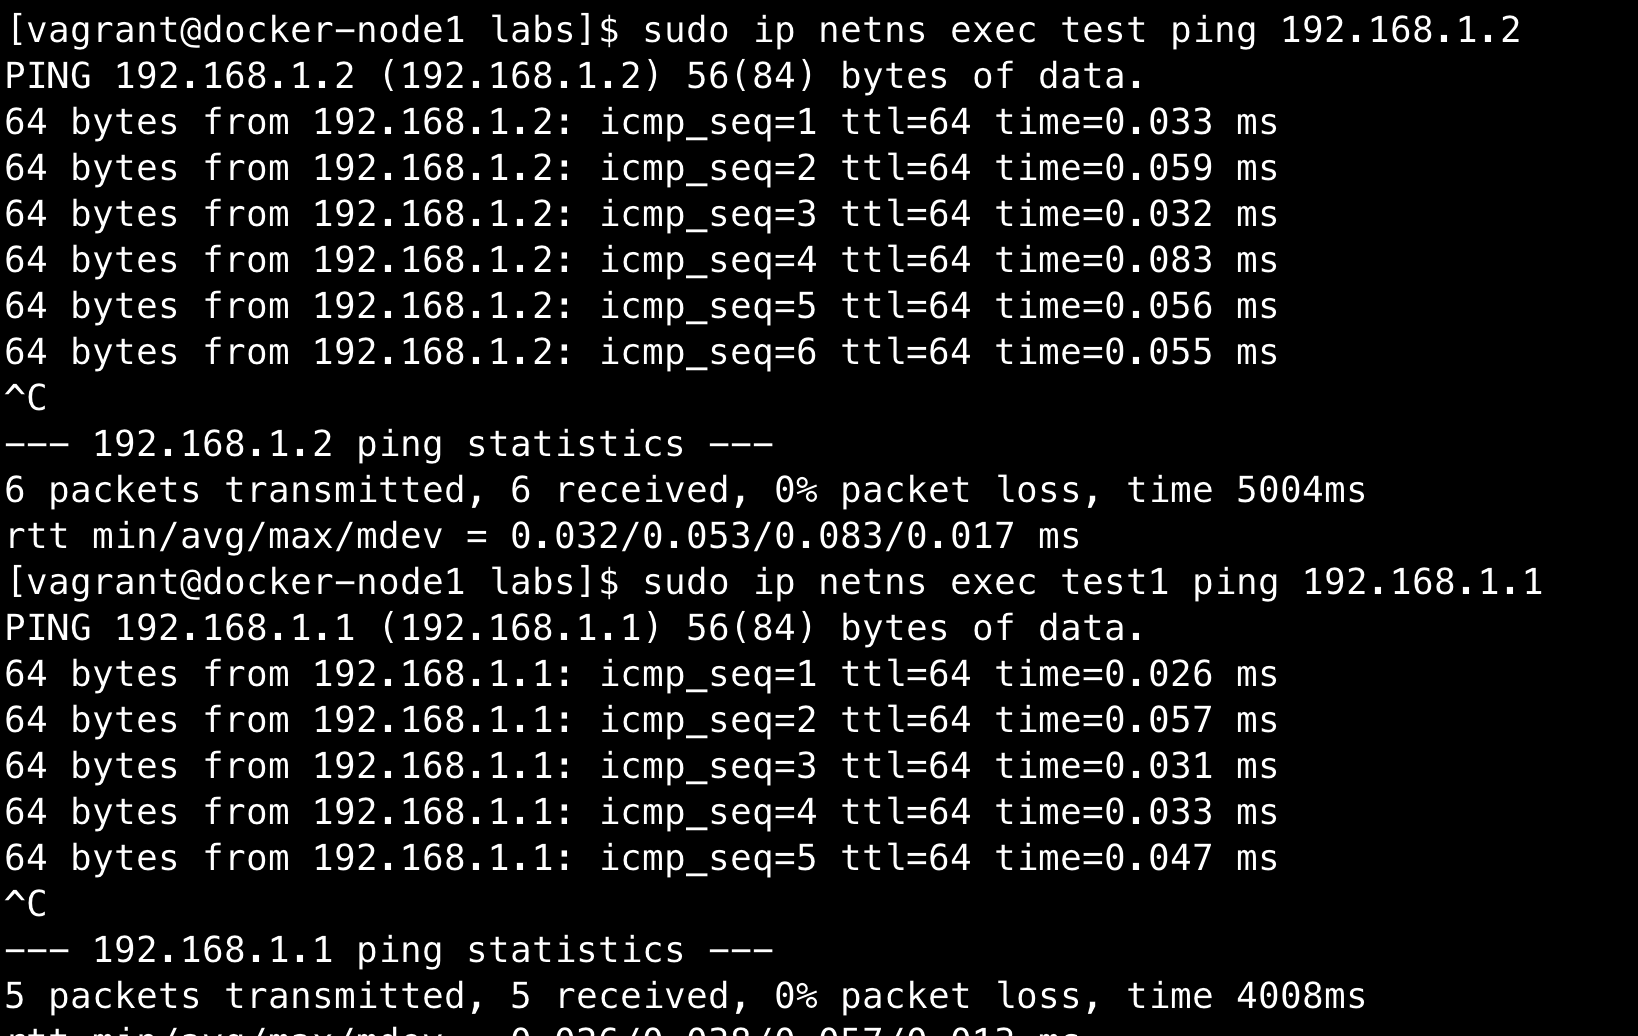 [vagrant@docker-node1 labs]$ sudo ip netns exec test ping 192.168.1.2
PING 192.168.1.2 (192.168.1.2) 56(84) bytes of data.
64 bytes from 192.168.1.2: icmp_seq=1 ttl=64 time=0.033 ms
64 bytes from 192.168.1.2: icmp_seq=2 ttl=64 time=0.059 ms
64 bytes from 192.168.1.2: icmp_seq=3 ttl=64 time=0.032 ms
64 bytes from 192.168.1.2: icmp_seq=4 ttl=64 time=0.083 ms
64 bytes from 192.168.1.2: icmp_seq=5 ttl=64 time=0.056 ms
64 bytes from 192.168.1.2: icmp_seq=6 ttl=64 time=0.055 ms
^C
--- 192.168.1.2 ping statistics ---
6 packets transmitted, 6 received, 0% packet loss, time 5004ms
rtt min/avg/max/mdev = 0.032/0.053/0.083/0.017 ms
[vagrant@docker-node1 labs]$ sudo ip netns exec test1 ping 192.168.1.1
PING 192.168.1.1 (192.168.1.1) 56(84) bytes of data.
64 bytes from 192.168.1.1: icmp_seq=1 ttl=64 time=0.026 ms
64 bytes from 192.168.1.1: icmp_seq=2 ttl=64 time=0.057 ms
64 bytes from 192.168.1.1: icmp_seq=3 ttl=64 time=0.031 ms
64 bytes from 192.168.1.1: icmp_seq=4 ttl=64 time=0.033 ms
64 bytes from 192.168.1.1: icmp_seq=5 ttl=64 time=0.047 ms
^C
--- 192.168.1.1 ping statistics ---
5 packets transmitted, 5 received, 0% packet loss, time 4008ms
rtt min/avg/max/mdev = 0.026/0.038/0.057/0.013 ms